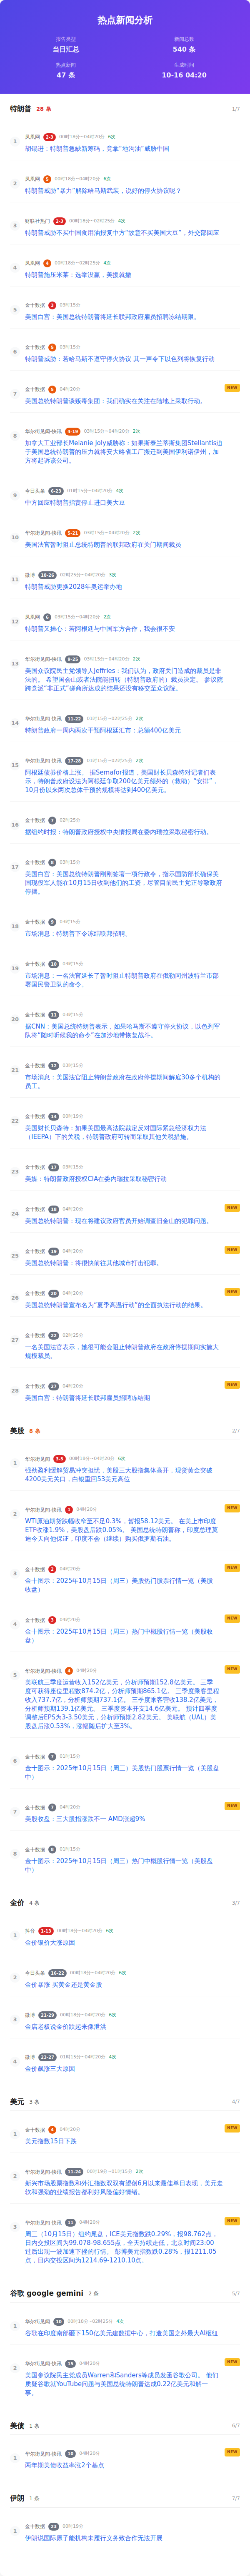 热点新闻分析
报告类型
当日汇总
新闻总数
540 条
热点新闻
47 条
生成时间
10-16 04:20
特朗普 28 条 1/7
1
凤凰网 2-3 00时18分~04时20分 6次
胡锡进：特朗普急缺新筹码，竟拿“地沟油”威胁中国
2
凤凰网 5 00时18分~04时20分 6次
特朗普威胁“暴力”解除哈马斯武装，说好的停火协议呢？
3
财联社热门 2-3 00时18分~04时20分 6次
特朗普威胁不买中国食用油报复中方“故意不买美国大豆”，外交部回应
4
凤凰网 4 00时18分~02时25分 4次
特朗普施压米莱：选举没赢，美援就撤
5
金十数据 3 03时15分
美国白宫：美国总统特朗普将延长联邦政府雇员招聘冻结期限。
6
金十数据 5 03时15分
特朗普威胁：若哈马斯不遵守停火协议 其一声令下以色列将恢复行动
7
金十数据 5 04时20分
NEW
美国总统特朗普谈贩毒集团：我们确实在关注在陆地上采取行动。
8
华尔街见闻-快讯 4-19 03时15分~04时20分 2次
加拿大工业部长Melanie Joly威胁称：如果斯泰兰蒂斯集团Stellantis迫
于美国总统特朗普的压力就将安大略省工厂搬迁到美国伊利诺伊州，加
方将起诉该公司。
9
今日头条 6-23 01时15分~04时20分 4次
中方回应特朗普指责停止进口美大豆
10
华尔街见闻-快讯 5-21 03时15分~04时20分 2次
美国法官暂时阻止总统特朗普的联邦政府在关门期间裁员
11
微博 18-26 02时25分~04时20分 3次
特朗普威胁更换2028年奥运举办地
12
凤凰网 6 03时15分~04时20分 2次
特朗普又操心：若阿根廷与中国军方合作，我会很不安
13
华尔街见闻-快讯 9-25 03时15分~04时20分 2次
美国众议院民主党领导人Jeffries：我们认为，政府关门造成的裁员是非
法的。 希望国会山或者法院能扭转（特朗普政府的）裁员决定。 参议院
跨党派“非正式”磋商所达成的结果还没有移交至众议院。
14
华尔街见闻-快讯 11-22 01时15分~02时25分 2次
特朗普政府一周内两次干预阿根廷汇市：总额400亿美元
15
华尔街见闻-快讯 17-28 01时15分~02时25分 2次
阿根廷债券价格上涨。 据Semafor报道，美国财长贝森特对记者们表
示，特朗普政府设法为阿根廷争取200亿美元额外的（救助）“安排”，
10月份以来两次总体干预的规模将达到400亿美元。
16
金十数据 7 02时25分
据纽约时报：特朗普政府授权中央情报局在委内瑞拉采取秘密行动。
17
金十数据 8 03时15分
美国白宫：美国总统特朗普刚刚签署一项行政令，指示国防部长确保美
国现役军人能在10月15日收到他们的工资，尽管目前民主党正导致政府
停摆。
18
金十数据 9 03时15分
市场消息：特朗普下令冻结联邦招聘。
19
金十数据 10 03时15分
市场消息：一名法官延长了暂时阻止特朗普政府在俄勒冈州波特兰市部
署国民警卫队的命令。
20
金十数据 11 03时15分
据CNN：美国总统特朗普表示，如果哈马斯不遵守停火协议，以色列军
队将“随时听候我的命令”在加沙地带恢复战斗。
21
金十数据 12 03时15分
市场消息：美国法官阻止特朗普政府在政府停摆期间解雇30多个机构的
员工。
22
金十数据 14 00时19分
美国财长贝森特：如果美国最高法院裁定反对国际紧急经济权力法
（IEEPA）下的关税，特朗普政府可转而采取其他关税措施。
23
金十数据 17 03时15分
美媒：特朗普政府授权CIA在委内瑞拉采取秘密行动
24
金十数据 18 04时20分
NEW
美国总统特朗普：现在将建议政府官员开始调查旧金山的犯罪问题。
25
金十数据 19 04时20分
NEW
美国总统特朗普：将很快前往其他城市打击犯罪。
26
金十数据 20 04时20分
NEW
美国总统特朗普宣布名为“夏季高温行动”的全面执法行动的结果。
27
金十数据 22 02时25分
一名美国法官表示，她很可能会阻止特朗普政府在政府停摆期间实施大
规模裁员。
28
金十数据 27 04时20分
NEW
美国白宫：特朗普将延长联邦雇员招聘冻结期
美股 8 条 2/7
1
华尔街见闻 3-5 00时18分~04时20分 6次
强劲盈利缓解贸易冲突担忧，美股三大股指集体高开，现货黄金突破
4200美元关口，白银重回53美元高位
2
华尔街见闻-快讯 1 04时20分
NEW
WTI原油期货跌幅收窄至不足0.3%，暂报58.12美元。 在美上市印度
ETF收涨1.9%，美股盘后跌0.05%。 美国总统特朗普称，印度总理莫
迪今天向他保证，印度不会（继续）购买俄罗斯石油。
3
金十数据 2 04时20分
NEW
金十图示：2025年10月15日（周三）美股热门股票行情一览（美股
收盘）
4
金十数据 3 04时20分
NEW
金十图示：2025年10月15日（周三）热门中概股行情一览（美股收
盘）
5
华尔街见闻-快讯 4 04时20分
NEW
美联航三季度运营收入152亿美元，分析师预期152.8亿美元。 三季
度可获得座位里程数874.2亿，分析师预期865.1亿。 三季度乘客里程
收入737.7亿，分析师预期737.1亿。 三季度乘客营收138.2亿美元，
分析师预期139.1亿美元。 三季度资本开支14.6亿美元。 预计四季度
调整后EPS为3-3.50美元，分析师预期2.82美元。 美联航（UAL）美
股盘后涨0.53%，涨幅随后扩大至3%。
6
金十数据 7 01时15分
金十图示：2025年10月15日（周三）美股热门股票行情一览（美股盘
中）
7
金十数据 7 04时20分
NEW
美股收盘：三大股指涨跌不一 AMD涨超9%
8
金十数据 8 01时15分
金十图示：2025年10月15日（周三）热门中概股行情一览（美股盘
中）
金价 4 条 3/7
1
抖音 1-13 00时18分~04时20分 6次
金价银价大涨原因
2
今日头条 16-22 00时18分~04时20分 6次
金价暴涨 买黄金还是黄金股
3
微博 21-29 00时18分~04时20分 6次
金店老板说金价跌起来像泄洪
4
微博 23-27 01时15分~04时20分 4次
金价飙涨三大原因
美元 3 条 4/7
1
金十数据 4 04时20分
NEW
美元指数15日下跌
2
华尔街见闻-快讯 11-24 00时19分~01时15分 2次
新兴市场股票指数和外汇指数双双有望创6月以来最佳单日表现，美元走
软和强劲的业绩报告都利好风险偏好情绪。
3
华尔街见闻-快讯 11 04时20分
NEW
周三（10月15日）纽约尾盘，ICE美元指数跌0.29%，报98.762点，
日内交投区间为99.078-98.655点，全天持续走低，北京时间23:00
过后出现一波加速下挫的行情。 彭博美元指数跌0.28%，报1211.05
点，日内交投区间为1214.69-1210.10点。
谷歌 google gemini 2 条 5/7
1
华尔街见闻 10 00时18分~02时25分 4次
谷歌在印度南部砸下150亿美元建数据中心，打造美国之外最大AI枢纽
2
华尔街见闻-快讯 15 04时20分
NEW
美国参议院民主党成员Warren和Sanders等成员发函谷歌公司。 他们
质疑谷歌就YouTube问题与美国总统特朗普达成0.22亿美元和解一
事。
美债 1 条 6/7
1
华尔街见闻-快讯 10 04时20分
NEW
两年期美债收益率涨2个基点
伊朗 1 条 7/7
1
金十数据 23 00时19分
伊朗说国际原子能机构未履行义务致合作无法开展